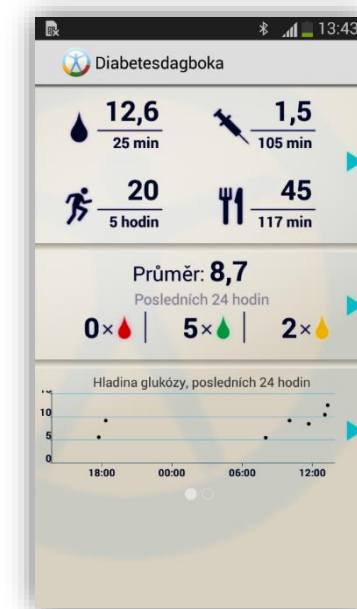 13:43
Diabetesdagboka
12,6
25 min
1,5
105 min
20
5 hodin
45
117 min
Průměr: 8,7
Posledních 24 hodin
0× 5× 2×
Hladina glukózy, posledních 24 hodin
10
5
0
18:00 00:00 06:00 12:00